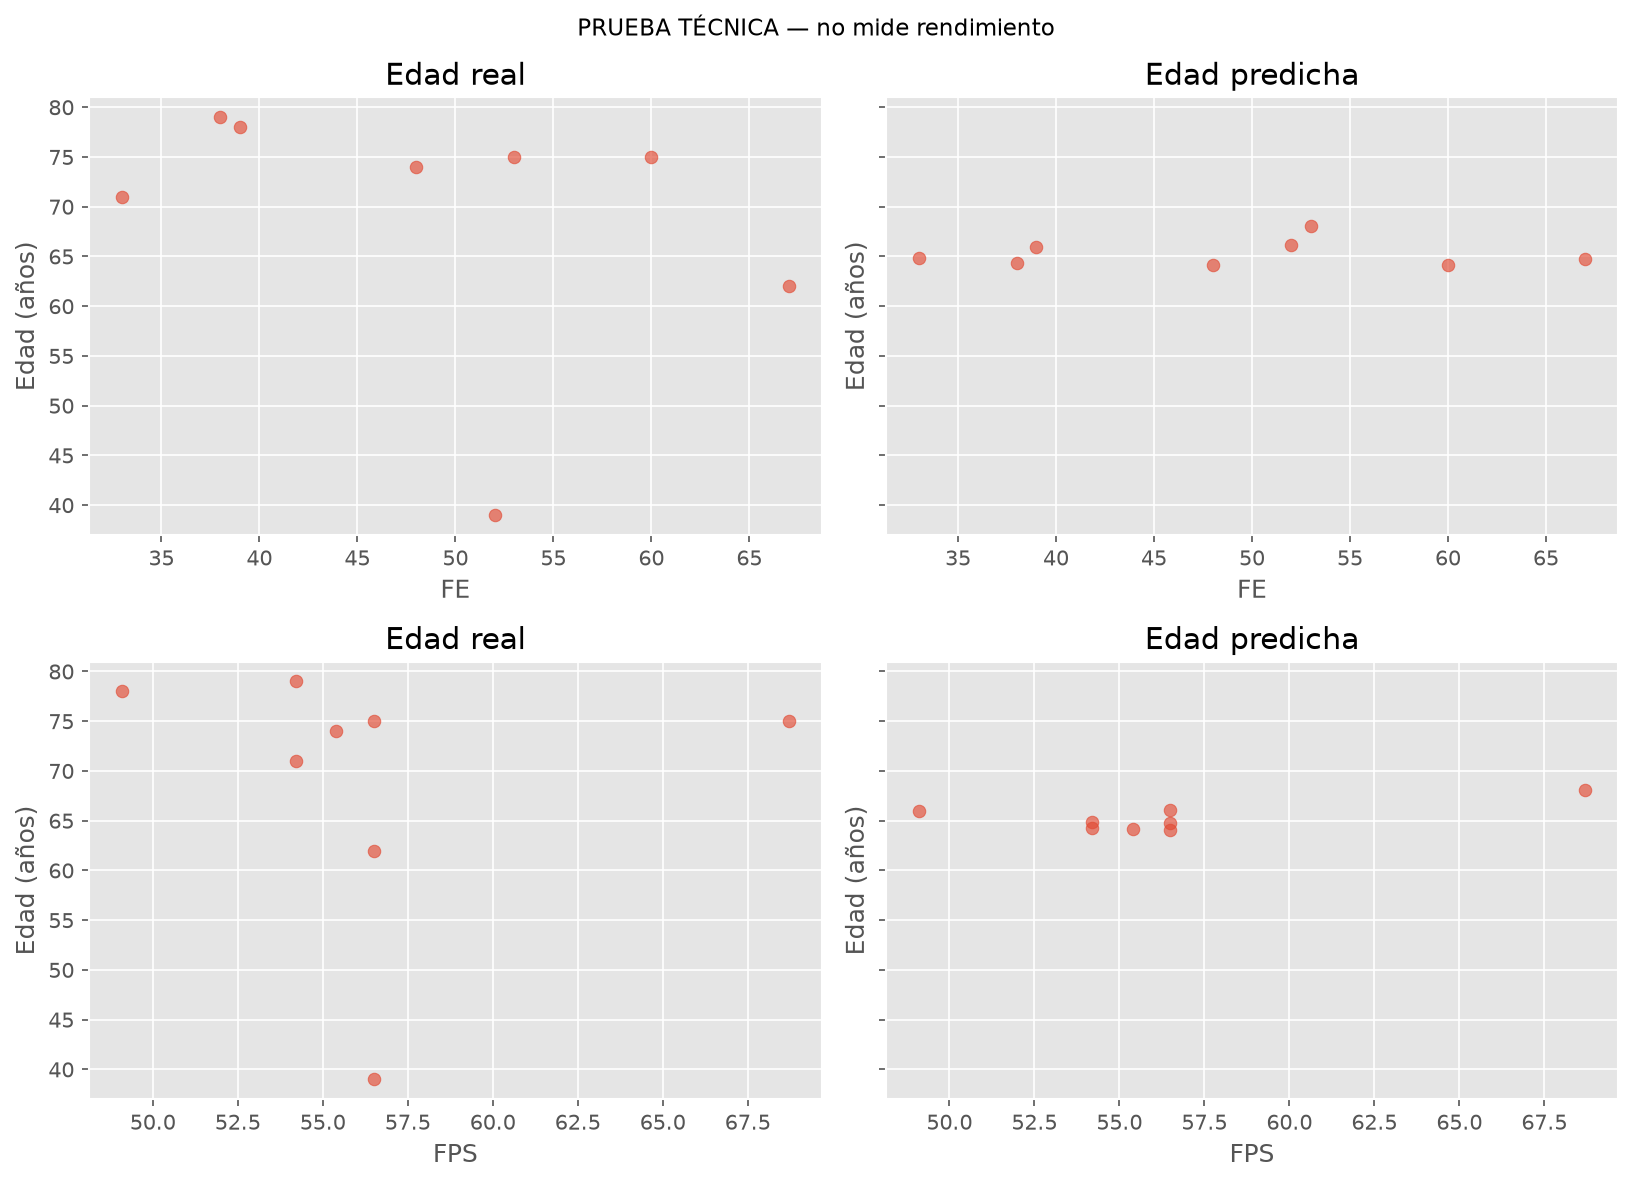 PRUEBA TÉCNICA — no mide rendimiento
Edad real
Edad (años)
80
75
70
65
60
55
50
45
40
35 40 45 50 55 60 65
FE
Edad predicha
Edad (años)
35 40 45 50 55 60 65
FE
Edad real
Edad (años)
80
75
70
65
60
55
50
45
40
50.0 52.5 55.0 57.5 60.0 62.5 65.0 67.5
FPS
Edad predicha
Edad (años)
50.0 52.5 55.0 57.5 60.0 62.5 65.0 67.5
FPS